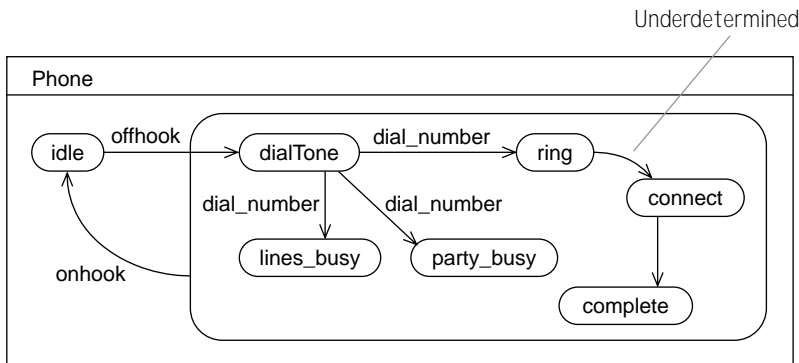 Underdetermined
Phone
offhook
dial_number
idle
dialTone
ring
dial_number
dial_number
connect
lines_busy
party_busy
onhook
complete